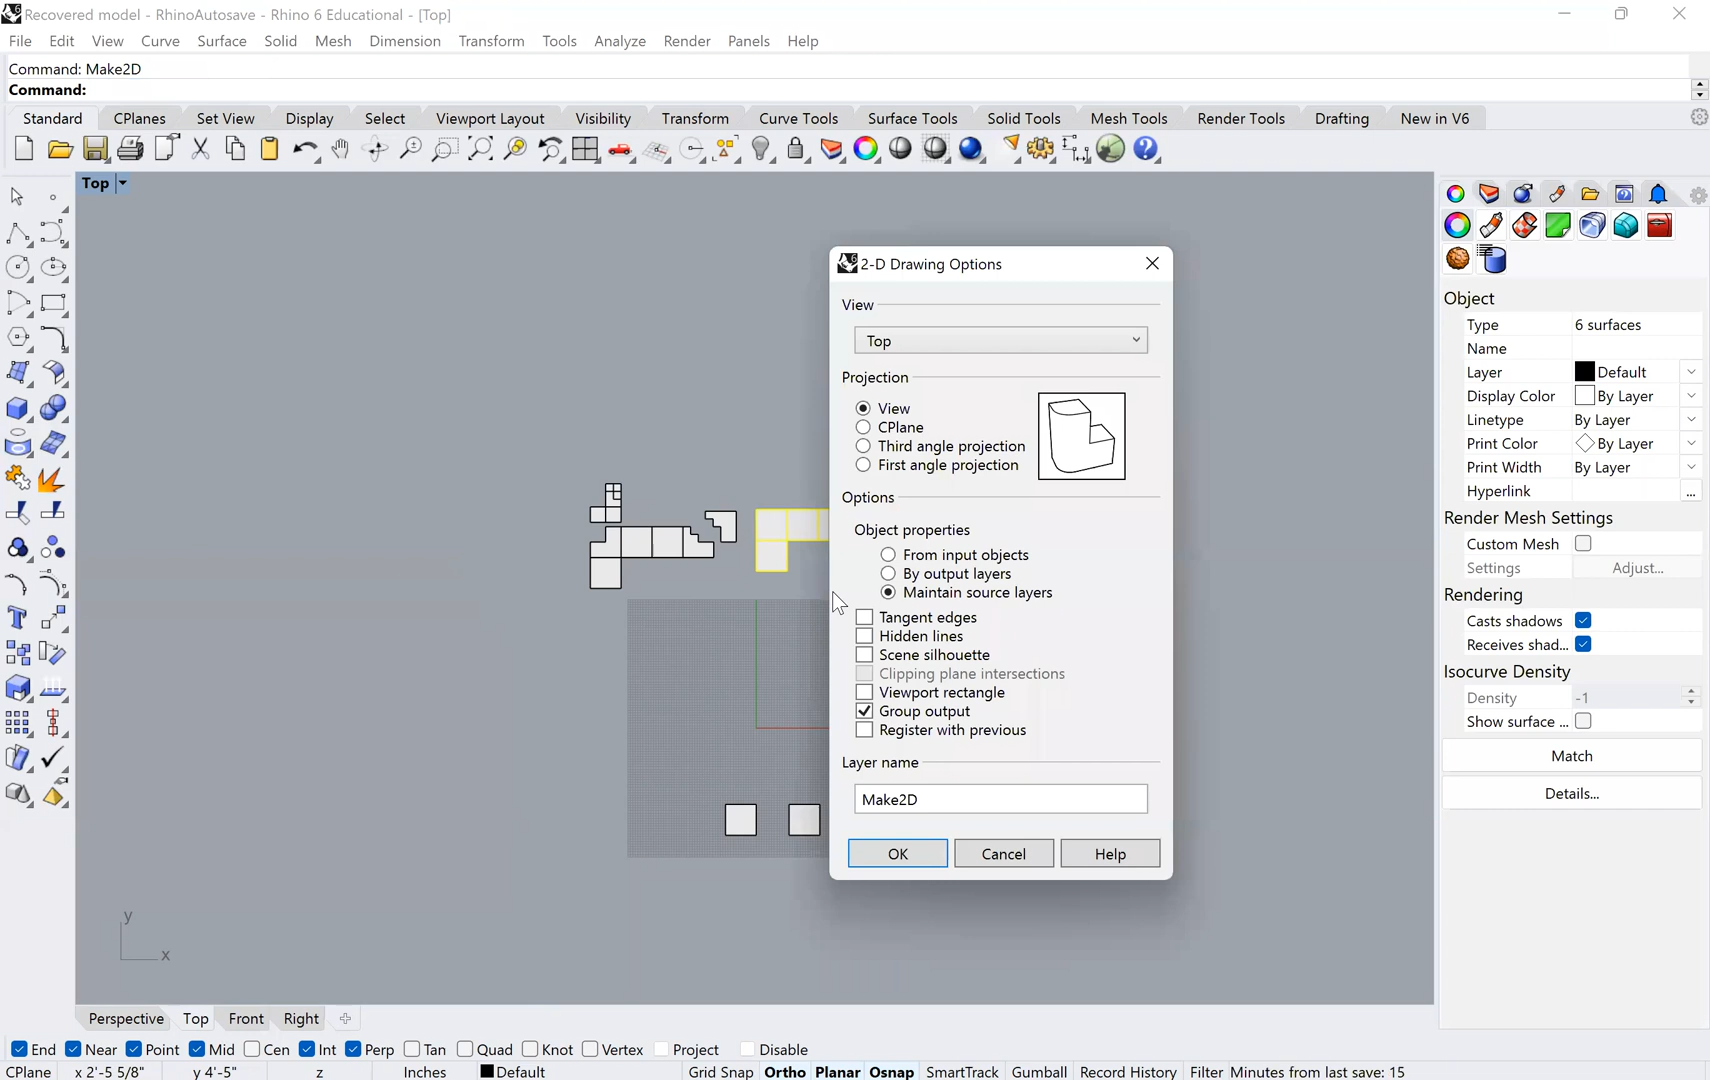 Recovered model - RhinoAutosave - Rhino 6 Educational - [Top]
File Edit View Curve Surface Solid Mesh Dimension Transform Tools Analyze Render Panels Help
Command: Make2D
Command:
Standard CPlanes Set View Display Select Viewport Layout Visibility Transform Curve Tools Surface Tools Solid Tools Mesh Tools Render Tools Drafting New in V6
Top
2-D Drawing Options
View
Top
Projection
View
CPlane
Third angle projection
First angle projection
Options
Object properties
From input objects
By output layers
Maintain source layers
Tangent edges
Hidden lines
Scene silhouette
Clipping plane intersections
Viewport rectangle
Group output
Register with previous
Layer name
Make2D
OK Cancel Help
Object
Type 6 surfaces
Name
Layer Default
Display Color By Layer
Linetype By Layer
Print Color By Layer
Print Width By Layer
Hyperlink ...
Render Mesh Settings
Custom Mesh
Settings Adjust...
Rendering
Casts shadows
Receives shad...
Isocurve Density
Density -1
Show surface ...
Match
Details...
y
x
Perspective Top Front Right
End Near Point Mid Cen Int Perp Tan Quad Knot Vertex Project Disable
CPlane x 2'-5 5/8" y 4'-5" z Inches Default Grid Snap Ortho Planar Osnap SmartTrack Gumball Record History Filter Minutes from last save: 15